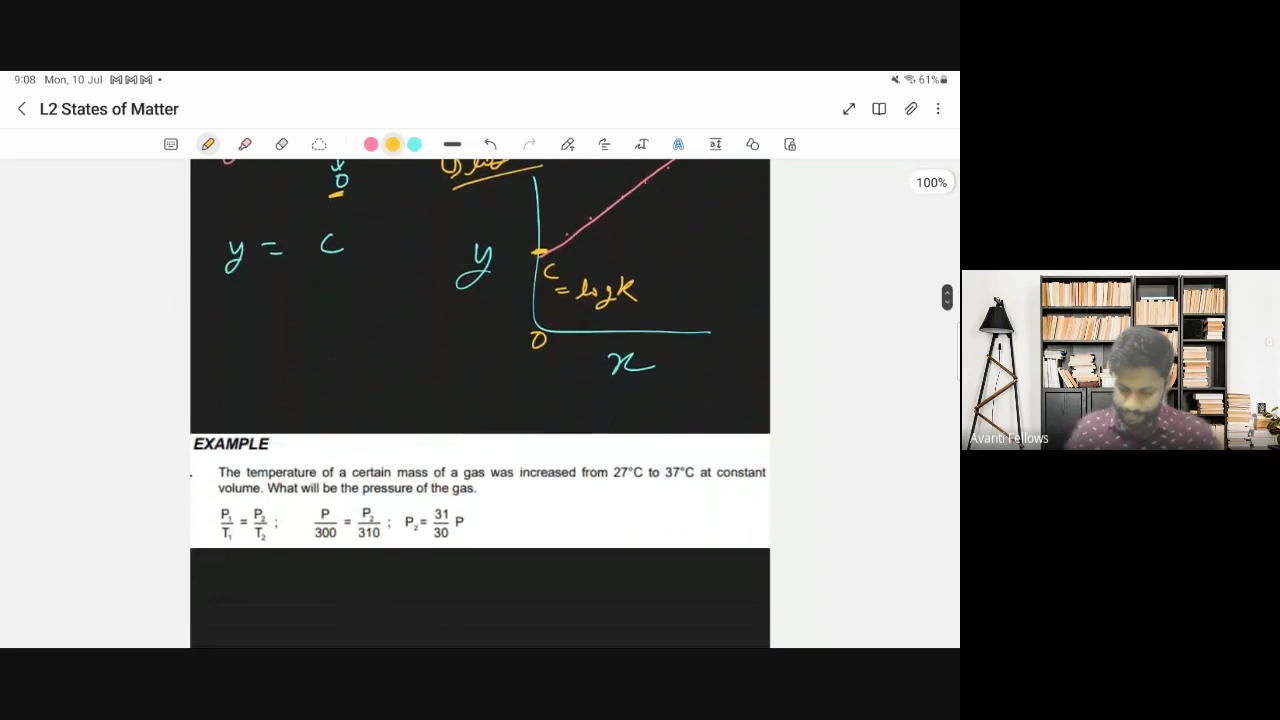 9:08 Mon, 10 Jul
61%
L2 States of Matter
100%
0
y = c
y
c
= log K
0
x
EXAMPLE
. The temperature of a certain mass of a gas was increased from 27°C to 37°C at constant
volume. What will be the pressure of the gas.
P₁/T₁ = P₂/T₂ ; P/300 = P₂/310 ; P₂ = 31/30 P
Avanti Fellows